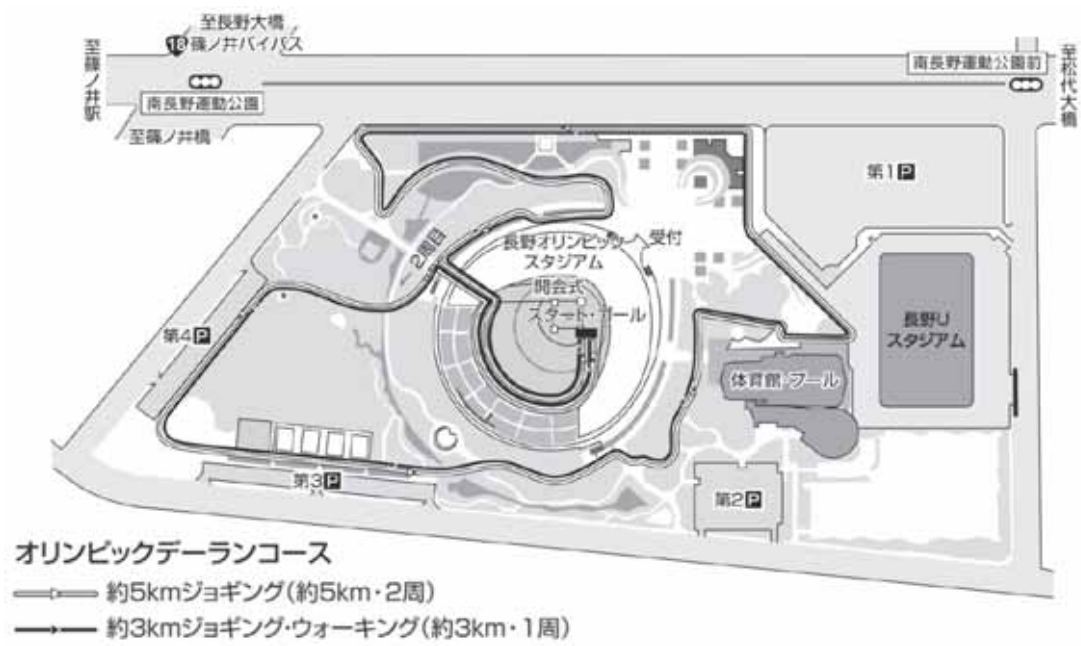 至長野大橋
18 篠ノ井バイパス
至篠ノ井駅
南長野運動公園
至篠ノ井橋
南長野運動公園前
至松代大橋
第1P
2周目
長野オリンピック
スタジアム
受付
開会式
スタート・ゴール
長野U
スタジアム
第4P
体育館・プール
第3P
第2P
オリンピックデーランコース
約5kmジョギング(約5km・2周)
約3kmジョギング・ウォーキング(約3km・1周)